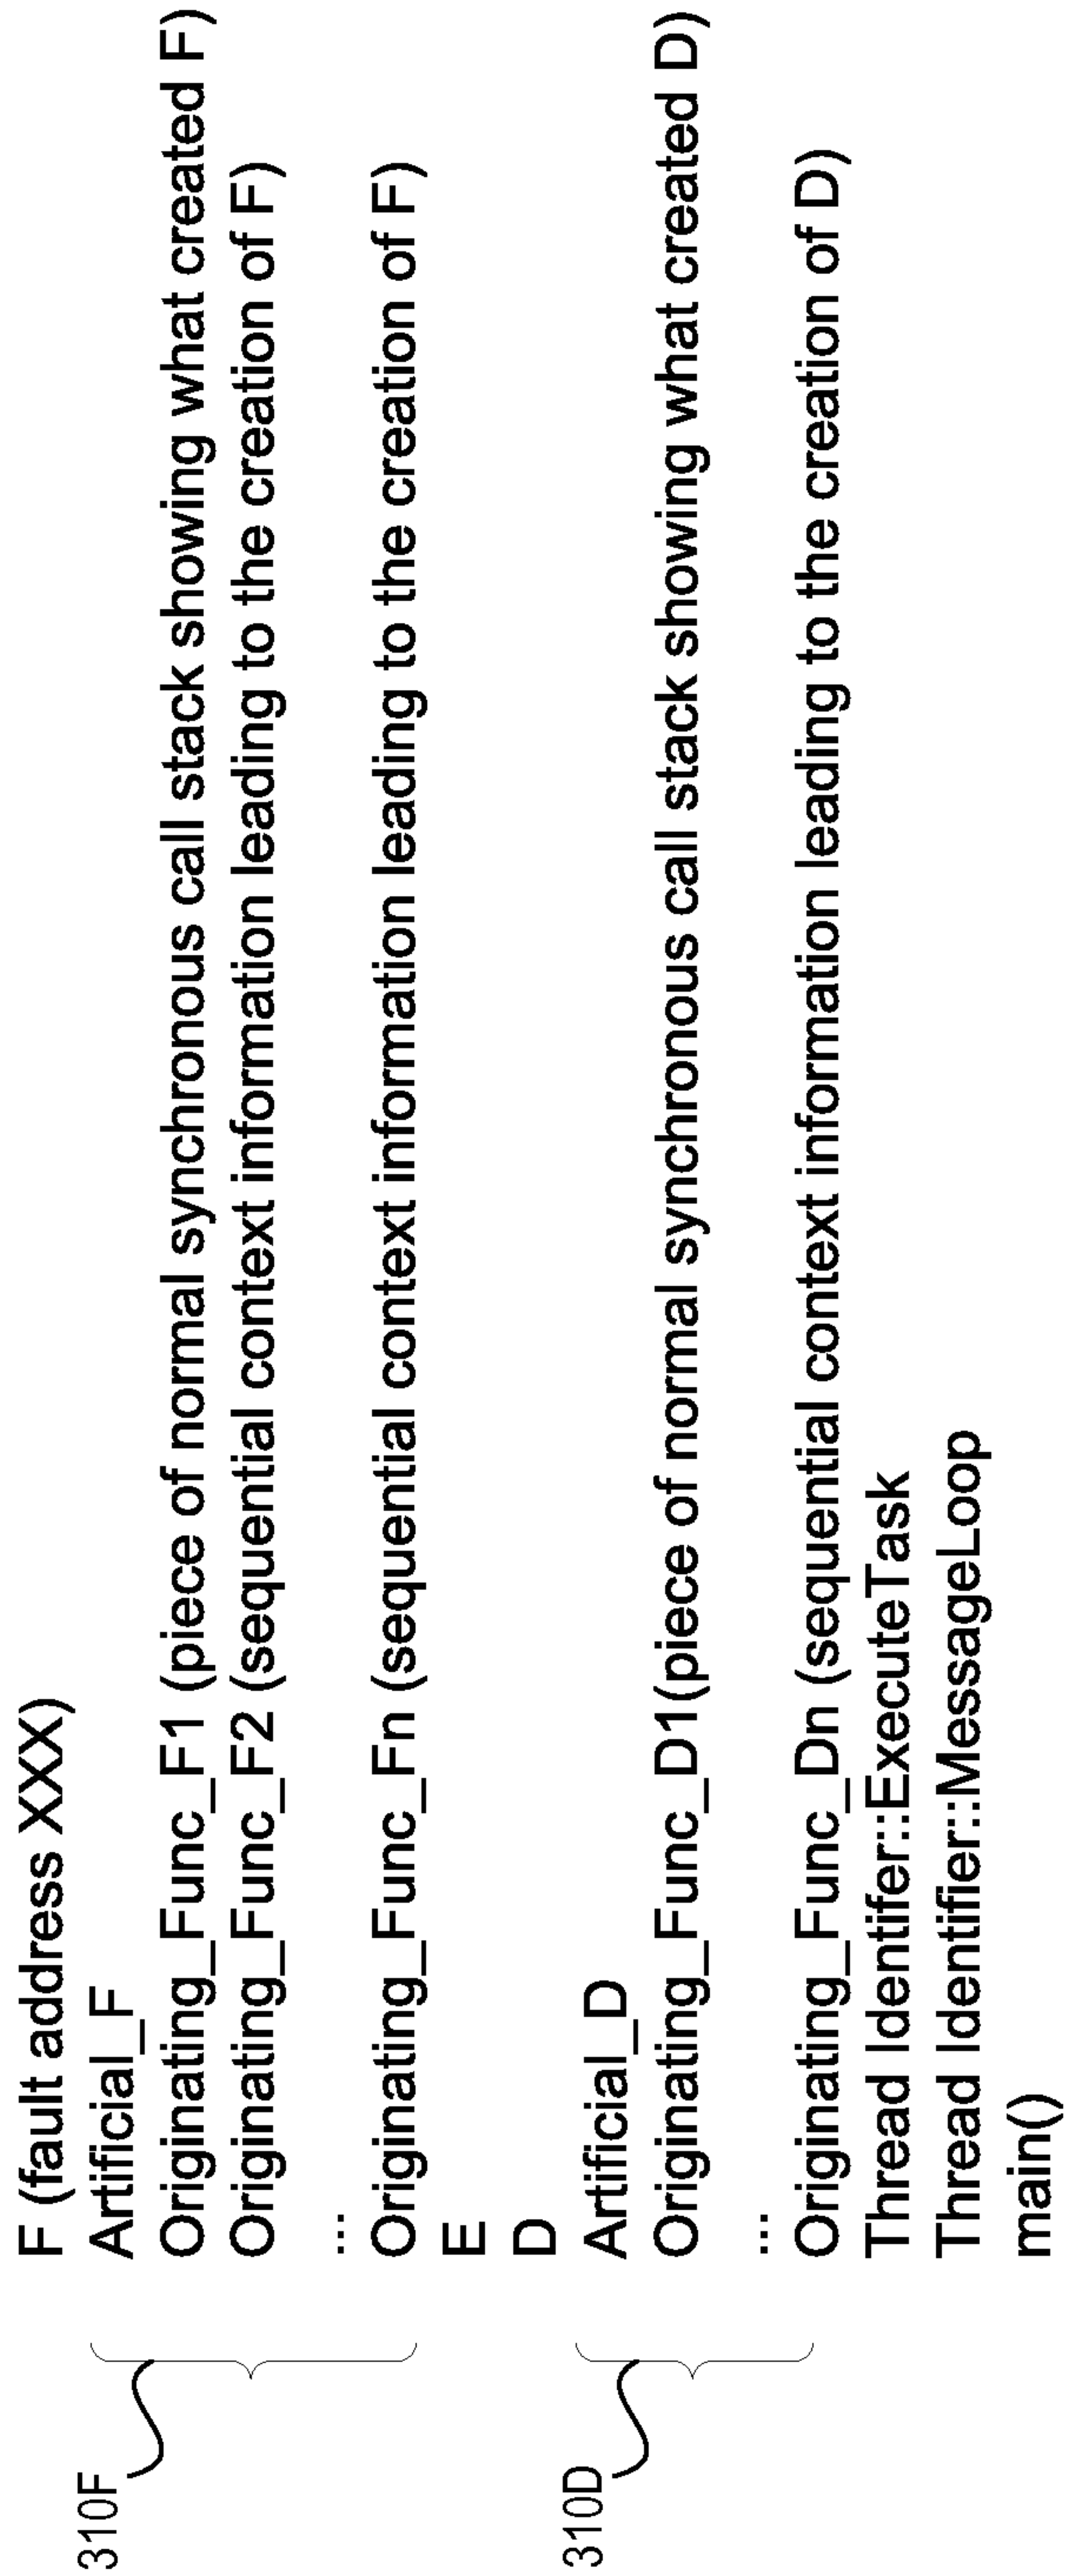 F (fault address XXX)
310F
Artificial_F
Originating_Func_F1 (piece of normal synchronous call stack showing what created F)
Originating_Func_F2 (sequential context information leading to the creation of F)
...
Originating_Func_Fn (sequential context information leading to the creation of F)
E
D
310D
Artificial_D
Originating_Func_D1(piece of normal synchronous call stack showing what created D)
...
Originating_Func_Dn (sequential context information leading to the creation of D)
Thread Identifer::ExecuteTask
Thread Identifier::MessageLoop
main()